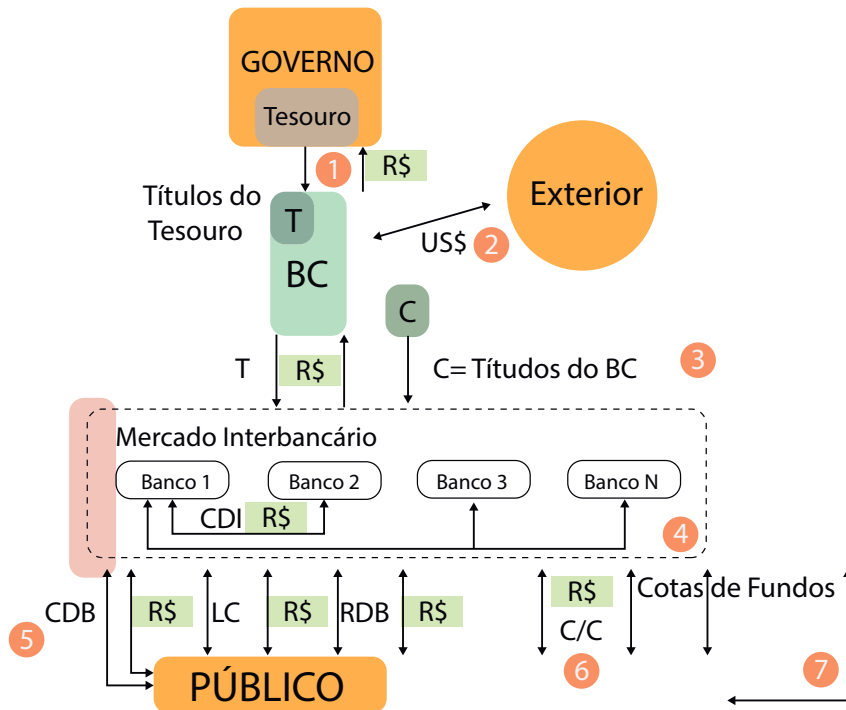 GOVERNO
Tesouro
1
R$
Títulos do
Tesouro
T
BC
Exterior
US$
2
C
T
R$
C= Títudos do BC
3
Mercado Interbancário
Banco 1
Banco 2
Banco 3
Banco N
CDI
R$
4
CDB
R$
LC
R$
RDB
R$
R$
C/C
Cotas de Fundos
5
6
7
PÚBLICO